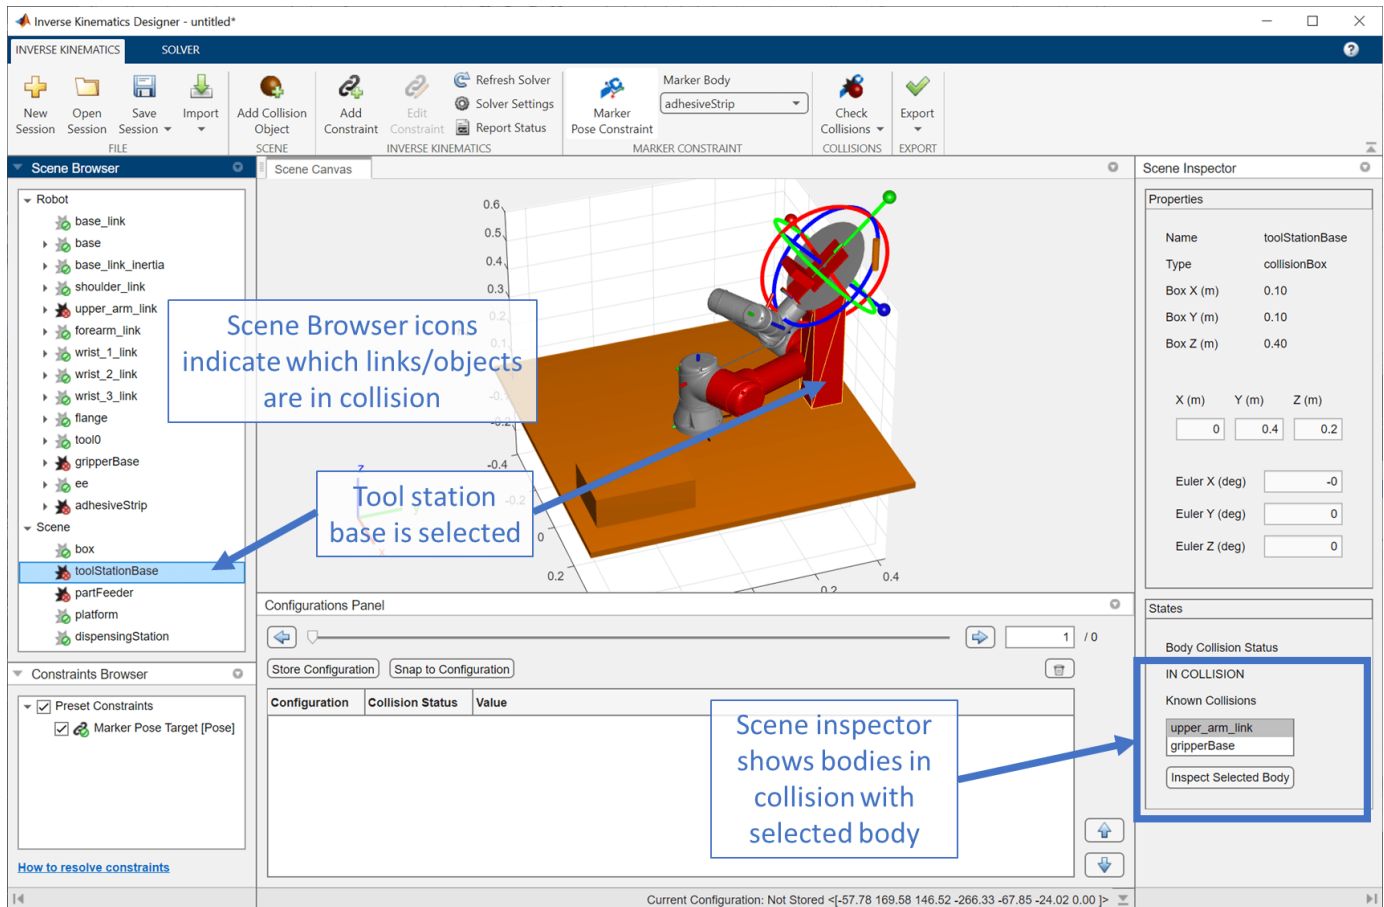 Inverse Kinematics Designer - untitled*
INVERSE KINEMATICS SOLVER
New Session
Open Session
Save Session
Import
FILE
Add Collision Object
SCENE
Add Constraint
Edit Constraint
Refresh Solver
Solver Settings
Report Status
INVERSE KINEMATICS
Marker Pose Constraint
Marker Body
adhesiveStrip
MARKER CONSTRAINT
Check Collisions
COLLISIONS
Export
EXPORT
Scene Browser
Robot
base_link
base
base_link_inertia
shoulder_link
upper_arm_link
forearm_link
wrist_1_link
wrist_2_link
wrist_3_link
flange
tool0
gripperBase
ee
adhesiveStrip
Scene
box
toolStationBase
partFeeder
platform
dispensingStation
Constraints Browser
Preset Constraints
Marker Pose Target [Pose]
How to resolve constraints
Scene Canvas
0.6
0.5
0.4
0.3
0.2
0.1
-0.2
-0.4
-0.2
0
0.2
0.2
0.4
z
y
x
Scene Browser icons
indicate which links/objects
are in collision
Tool station
base is selected
Configurations Panel
1 / 0
Store Configuration Snap to Configuration
Configuration Collision Status Value
Scene inspector
shows bodies in
collision with
selected body
Scene Inspector
Properties
Name toolStationBase
Type collisionBox
Box X (m) 0.10
Box Y (m) 0.10
Box Z (m) 0.40
X (m) Y (m) Z (m)
0 0.4 0.2
Euler X (deg) -0
Euler Y (deg) 0
Euler Z (deg) 0
States
Body Collision Status
IN COLLISION
Known Collisions
upper_arm_link
gripperBase
Inspect Selected Body
Current Configuration: Not Stored <[-57.78 169.58 146.52 -266.33 -67.85 -24.02 0.00 ]>